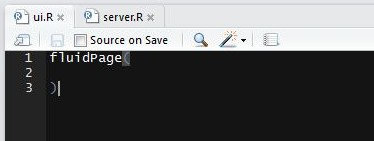 ui.R × server.R ×
Source on Save
1 fluidPage(
2
3 )